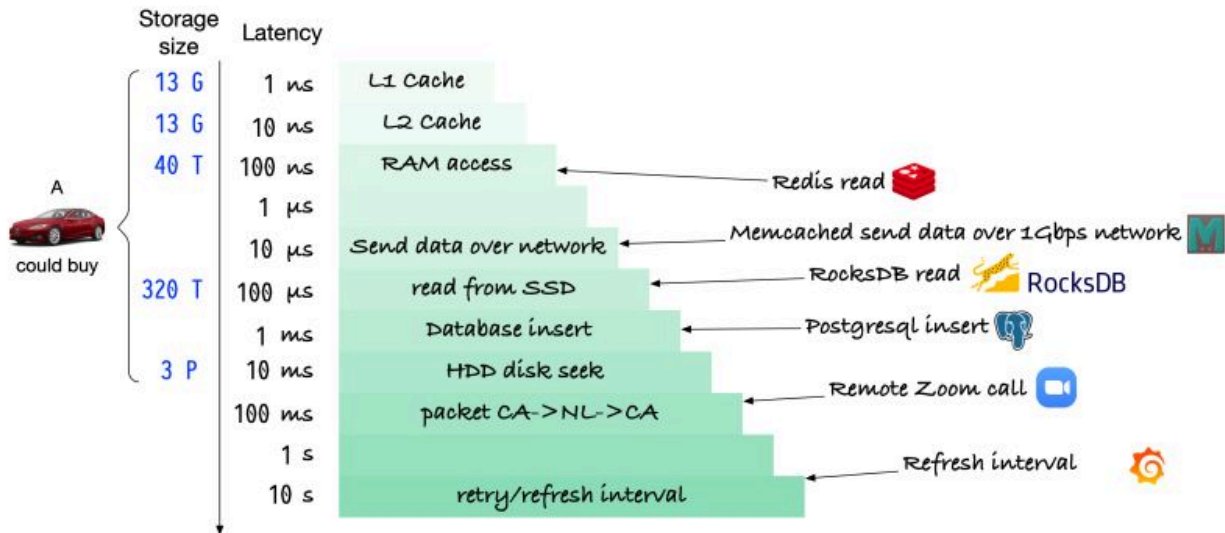 Storage
size
Latency
13 G
1 ns
L1 Cache
13 G
10 ns
L2 Cache
40 T
100 ns
RAM access
Redis read
A
could buy
1 μs
10 μs
Send data over network
Memcached send data over 1Gbps network
M
320 T
100 μs
read from SSD
RocksDB read
RocksDB
1 ms
Database insert
Postgresql insert
3 P
10 ms
HDD disk seek
100 ms
packet CA->NL->CA
Remote Zoom call
1 s
Refresh interval
10 s
retry/refresh interval